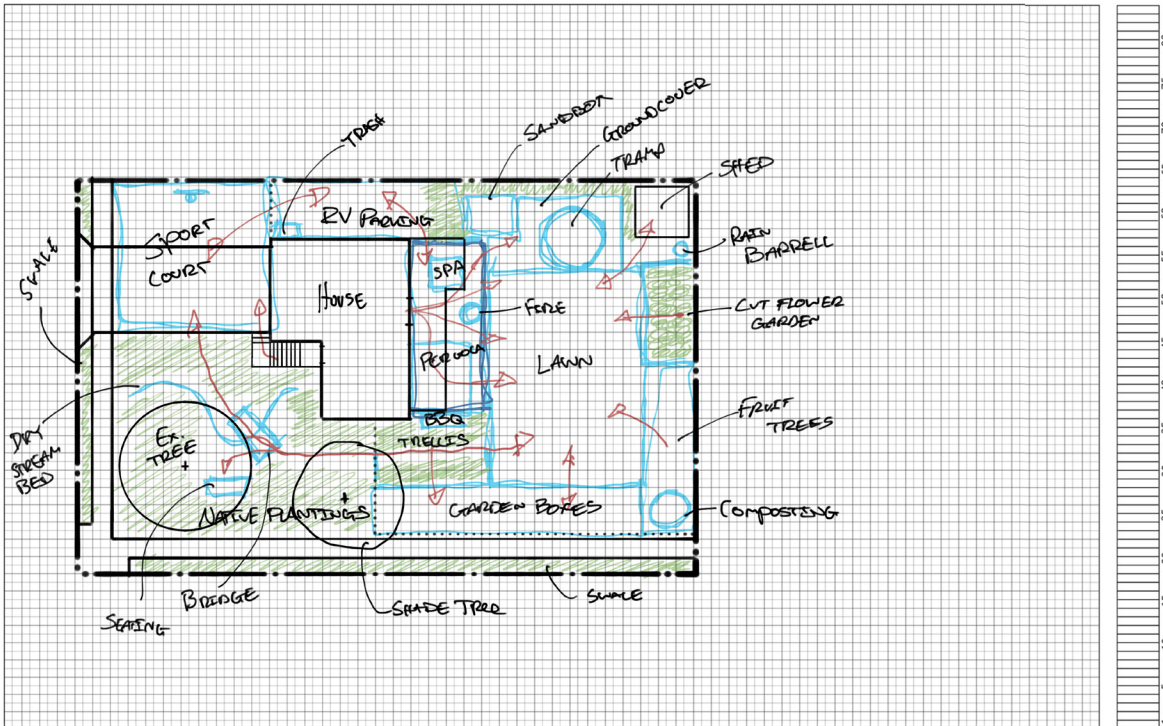 TRASH
SANDBOX
GROUNDCOVER
TRAMP
SHED
RV PARKING
SPORT
COURT
SWALE
RAIN
BARRELL
SPA
HOUSE
FIRE
CUT FLOWER
GARDEN
PERGOLA
LAWN
FRUIT
TREES
BBQ
TRELLIS
DRY
STREAM
BED
EX.
TREE
NATIVE PLANTINGS
GARDEN BOXES
COMPOSTING
BRIDGE
SEATING
SHADE TREE
SWALE